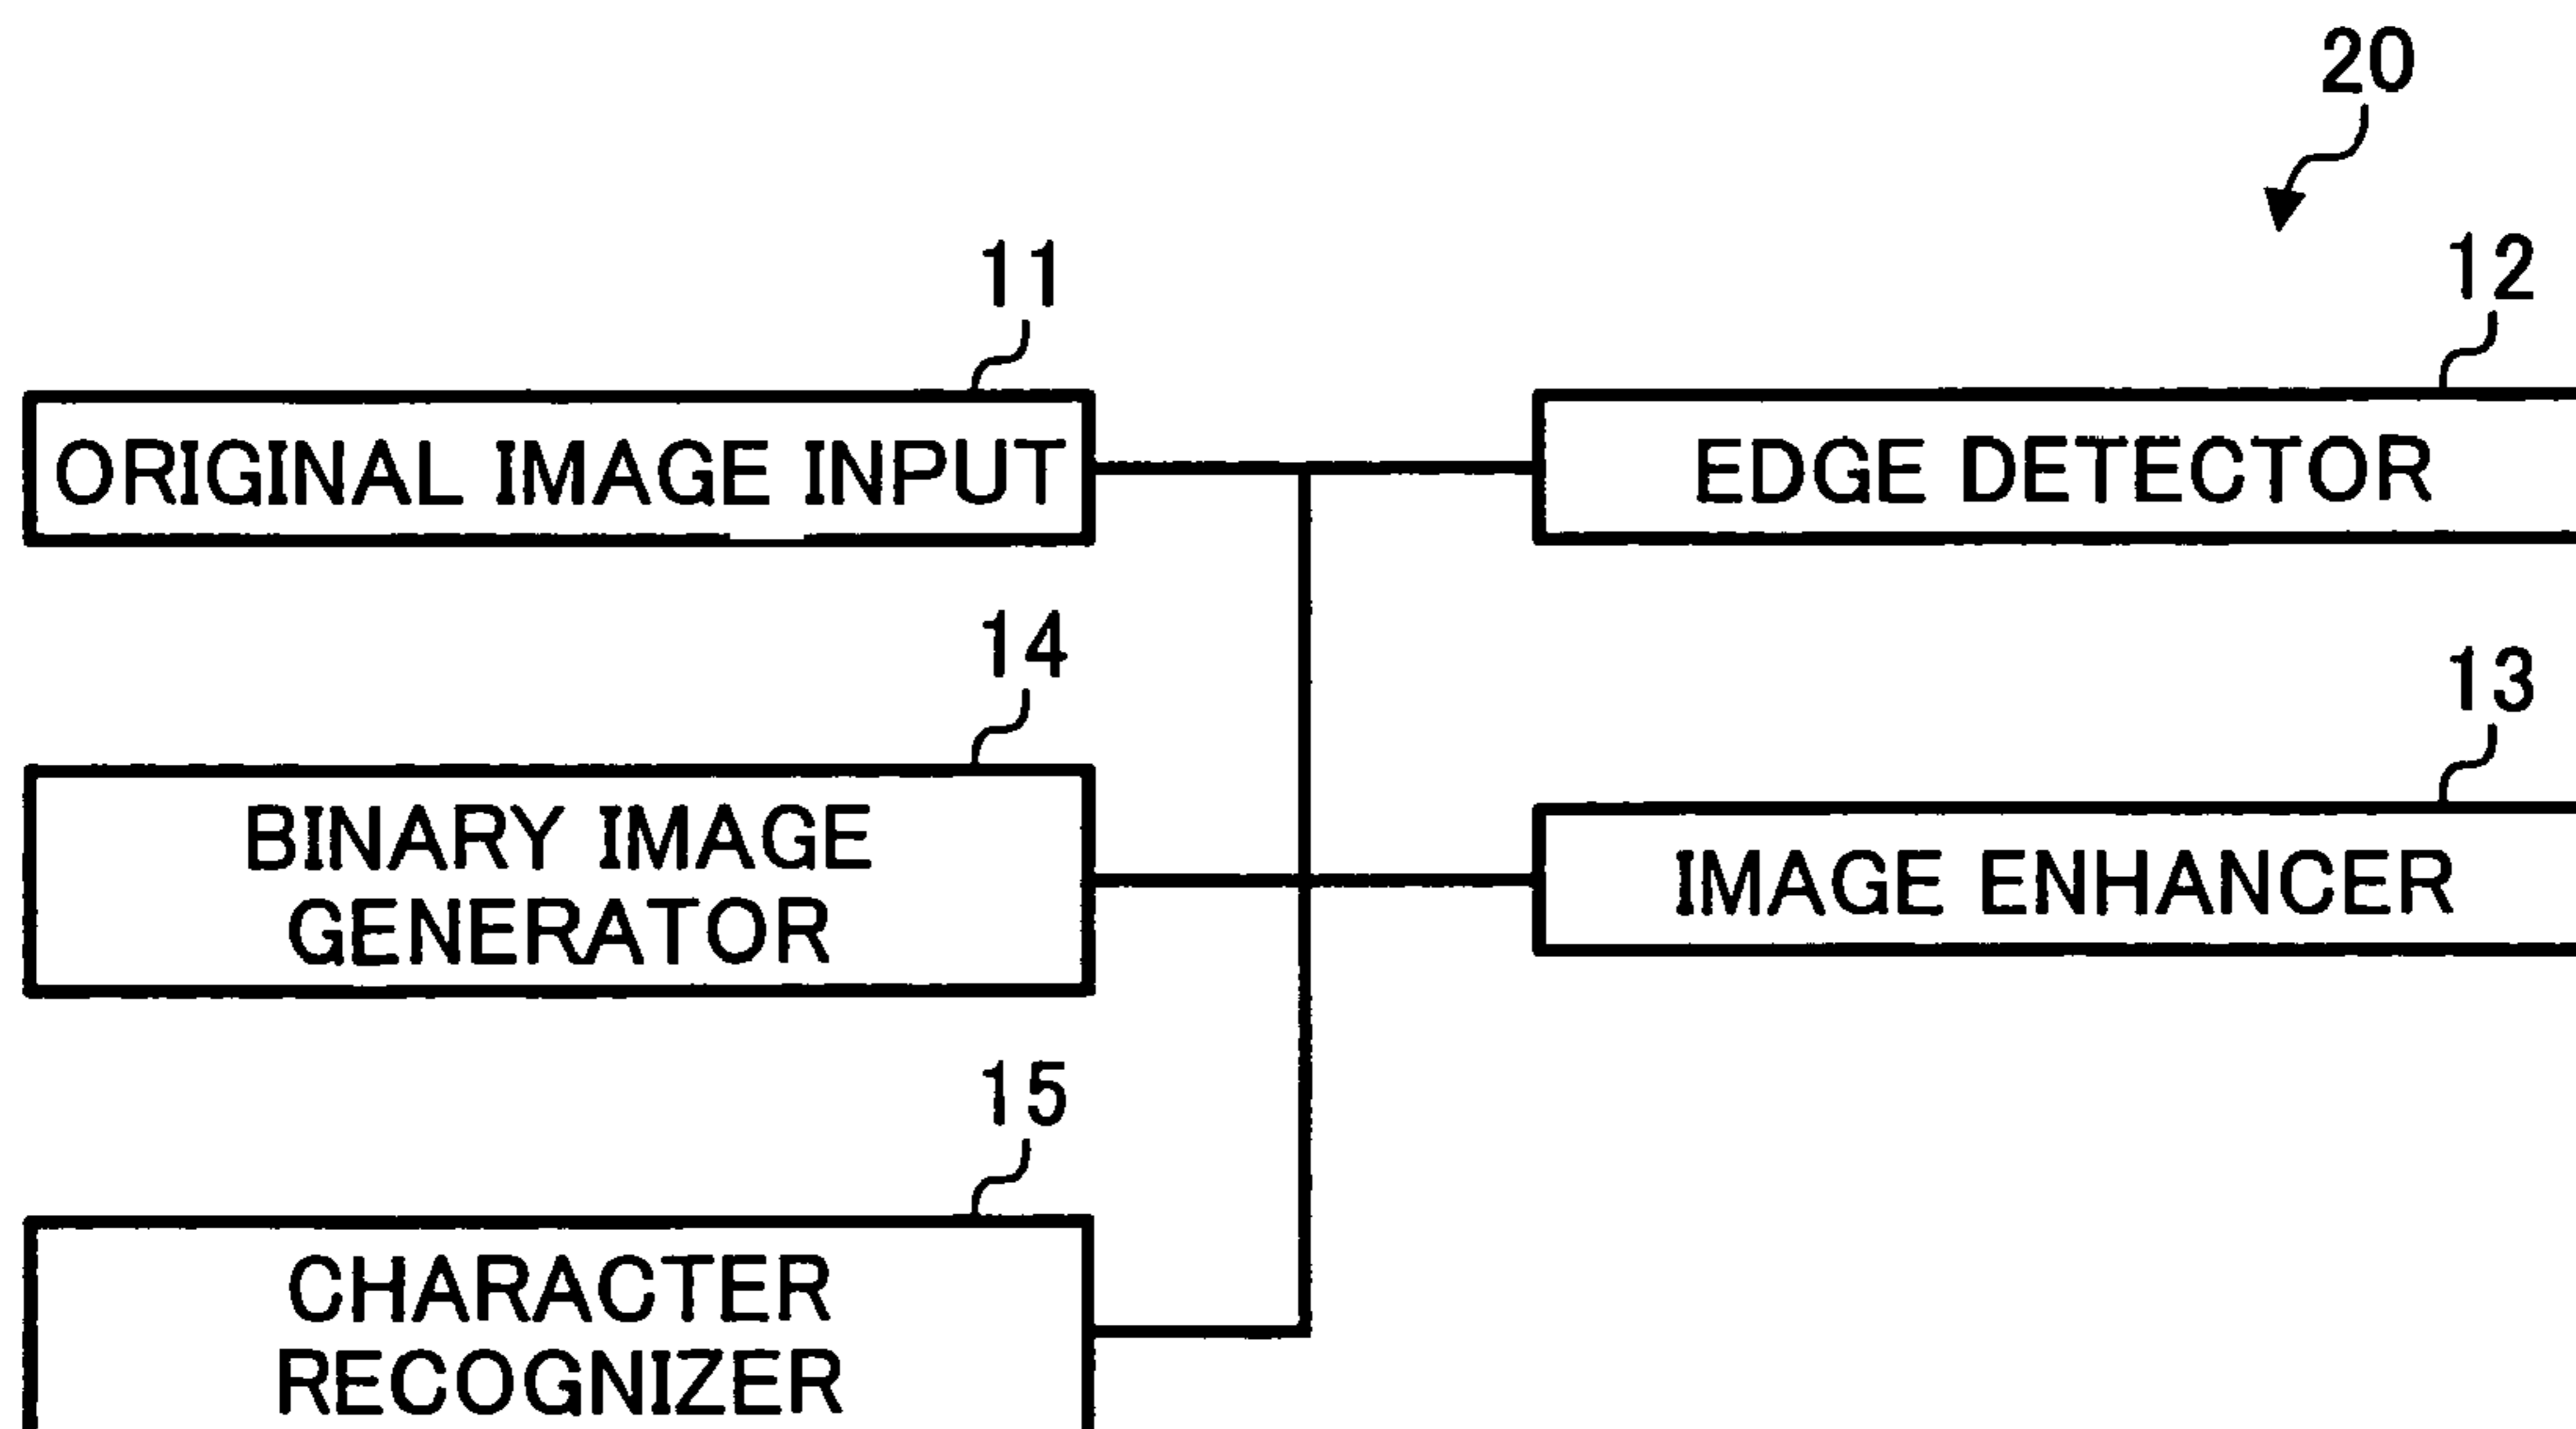 20
11
12
ORIGINAL IMAGE INPUT
EDGE DETECTOR
14
13
BINARY IMAGE
GENERATOR
IMAGE ENHANCER
15
CHARACTER
RECOGNIZER